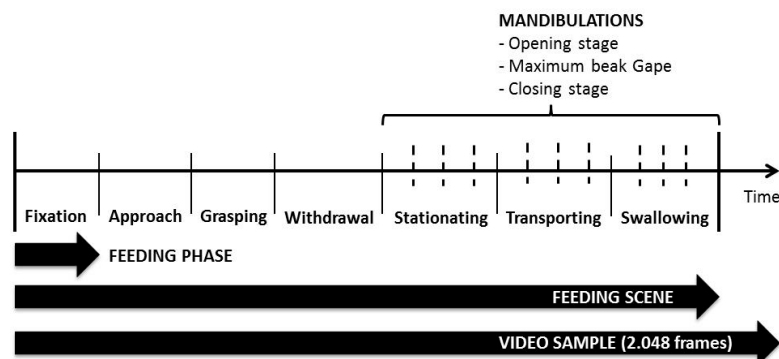 MANDIBULATIONS
- Opening stage
- Maximum beak Gape
- Closing stage
Time
Fixation Approach Grasping Withdrawal Stationating Transporting Swallowing
FEEDING PHASE
FEEDING SCENE
VIDEO SAMPLE (2.048 frames)